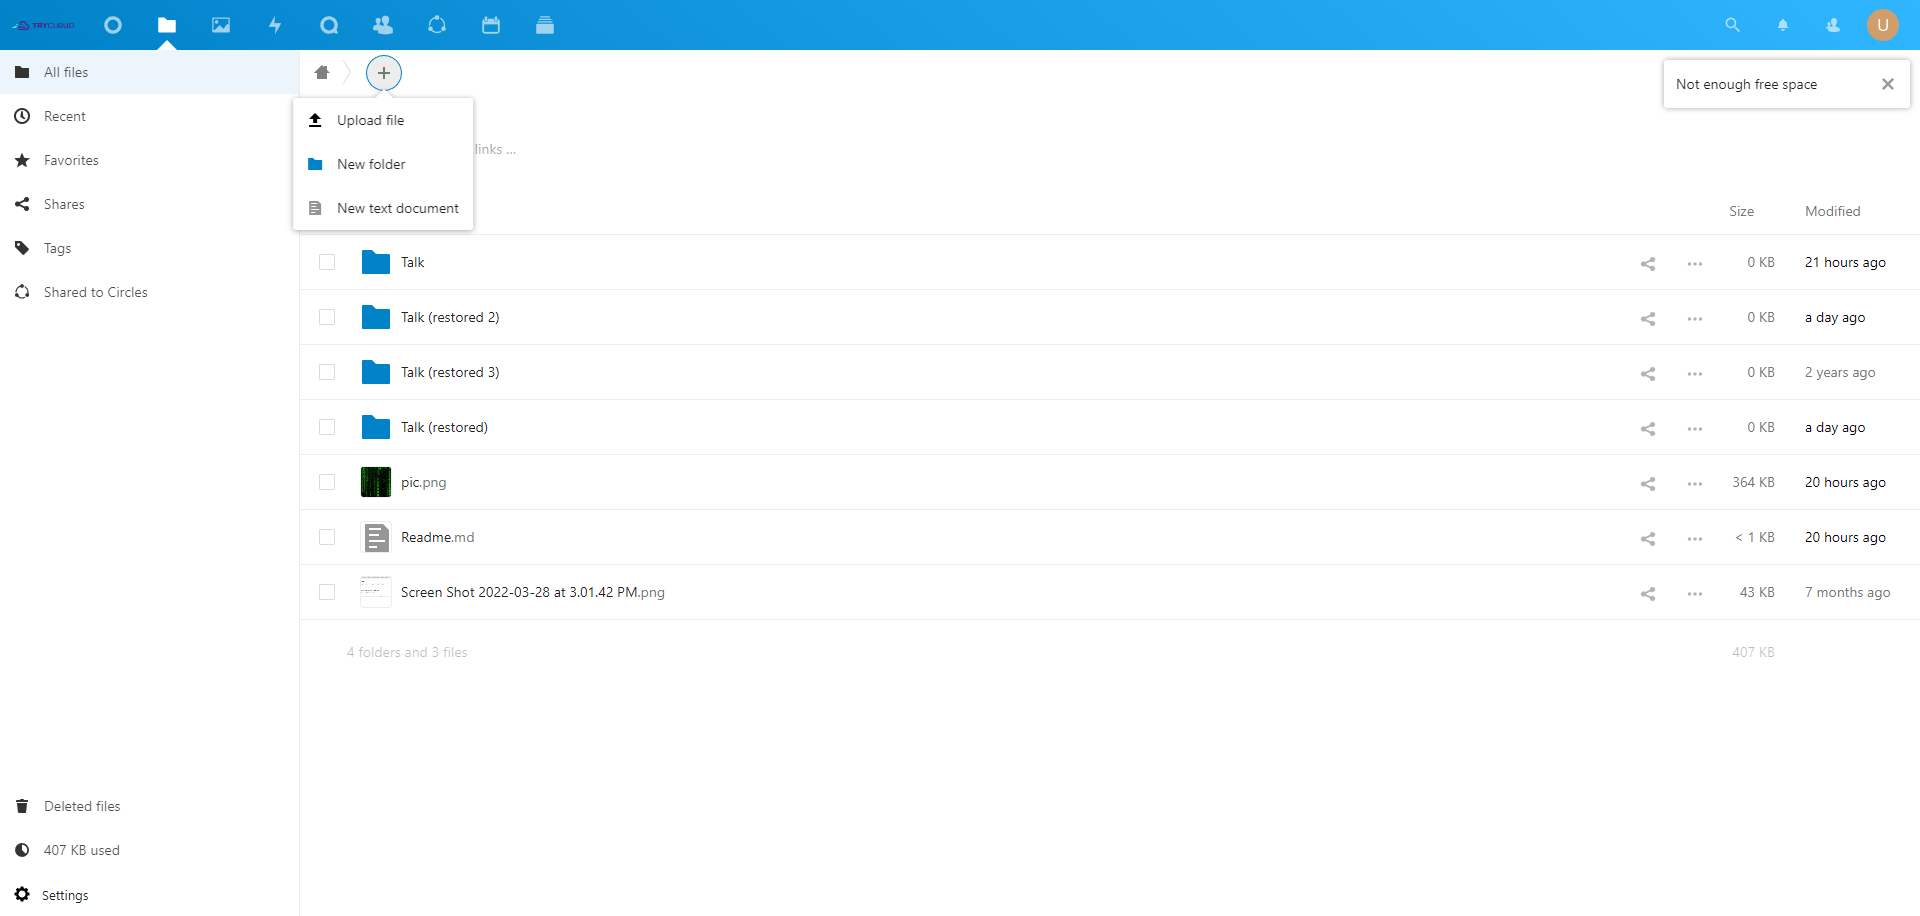 TRYCLOUD
U
All files
Recent
Favorites
Shares
Tags
Shared to Circles
Deleted files
407 KB used
Settings
Not enough free space
Upload file
New folder
New text document
links ...
Size Modified
Talk 0 KB 21 hours ago
Talk (restored 2) 0 KB a day ago
Talk (restored 3) 0 KB 2 years ago
Talk (restored) 0 KB a day ago
pic.png 364 KB 20 hours ago
Readme.md < 1 KB 20 hours ago
Screen Shot 2022-03-28 at 3.01.42 PM.png 43 KB 7 months ago
4 folders and 3 files 407 KB